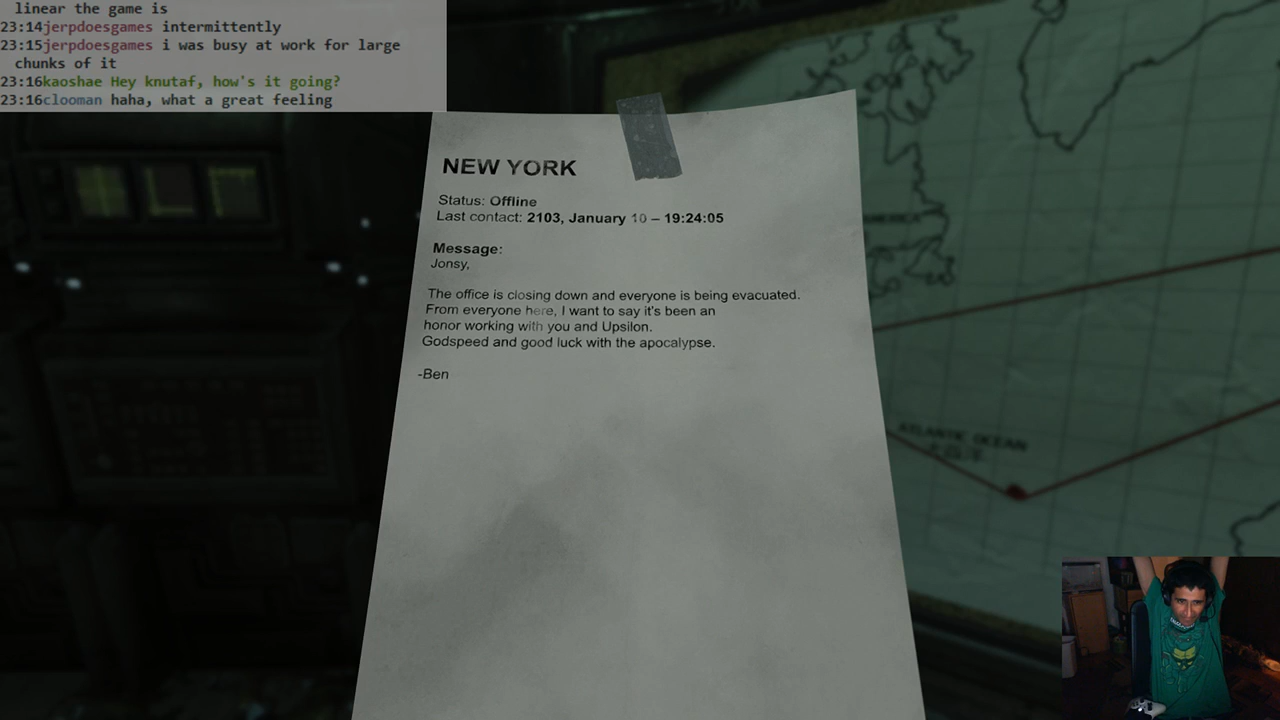 linear the game is
23:14jerpdoesgames intermittently
23:15jerpdoesgames i was busy at work for large
chunks of it
23:16kaoshae Hey knutaf, how's it going?
23:16clooman haha, what a great feeling
NEW YORK
Status: Offline
Last contact: 2103, January 10 – 19:24:05
Message:
Jonsy,
The office is closing down and everyone is being evacuated.
From everyone here, I want to say it's been an
honor working with you and Upsilon.
Godspeed and good luck with the apocalypse.
-Ben
ATLANTIC OCEAN